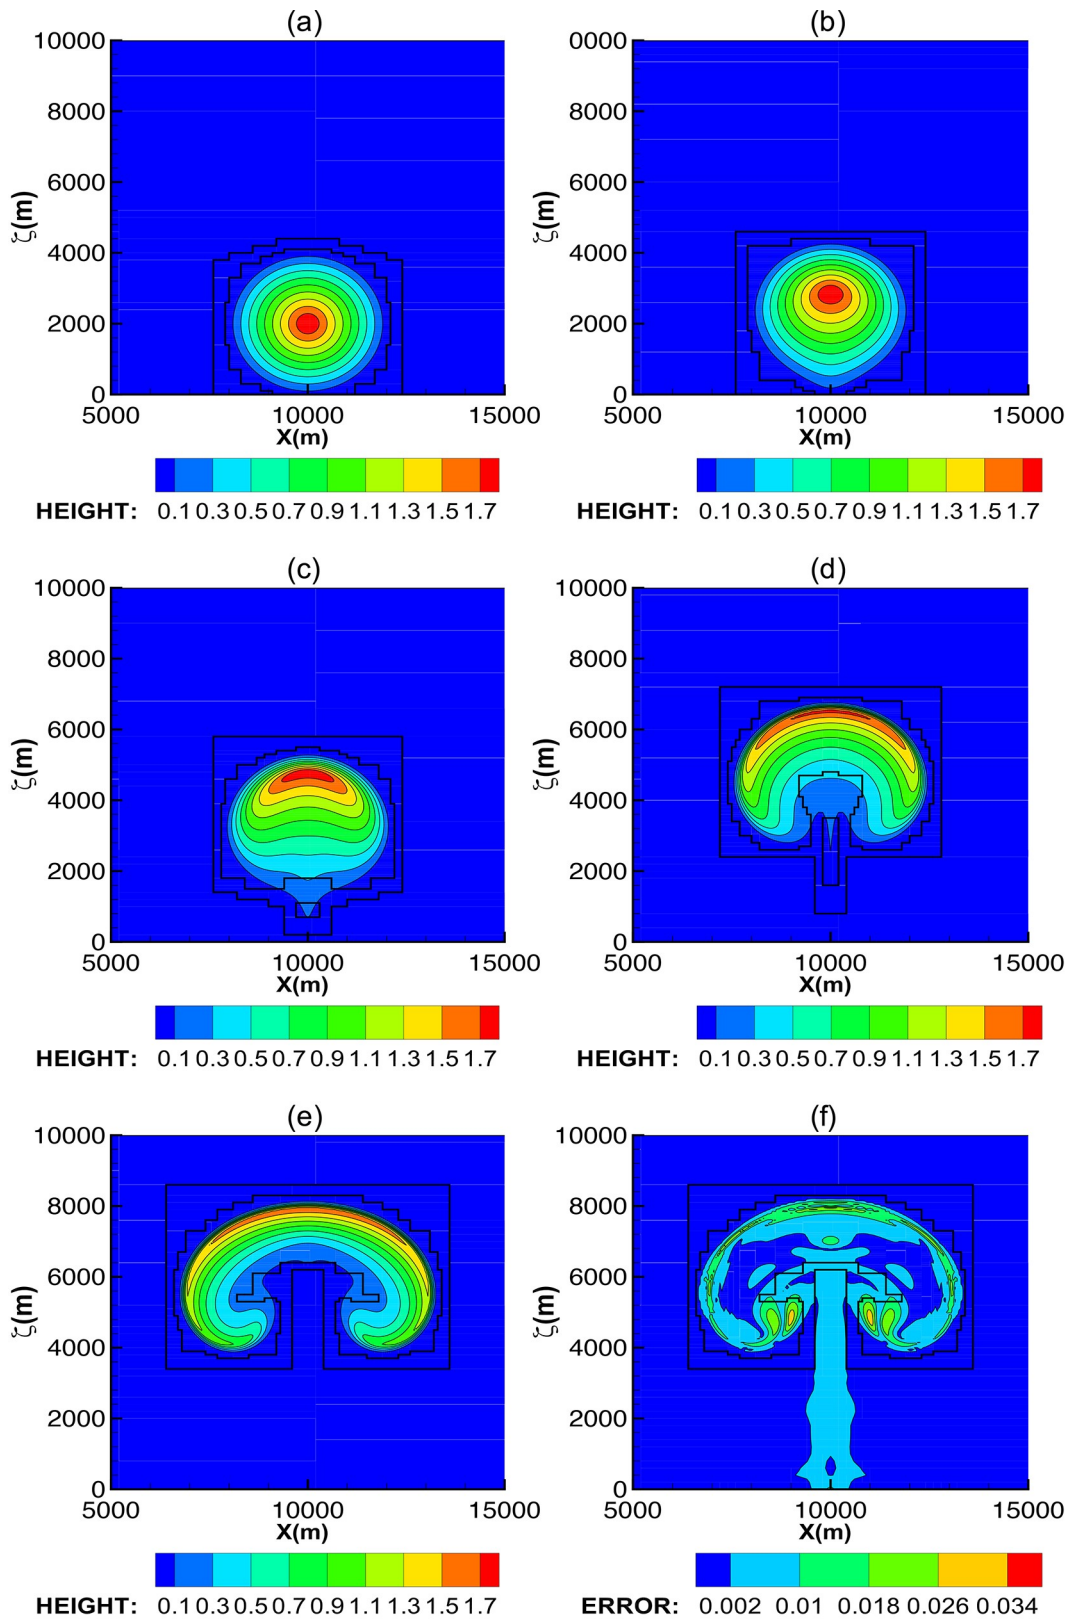 (a) (b)
10000 0000
8000 8000
6000 6000
ζ(m) ζ(m)
4000 4000
2000 2000
0 0
5000 10000 15000 5000 10000 15000
X(m) X(m)
HEIGHT: 0.1 0.3 0.5 0.7 0.9 1.1 1.3 1.5 1.7 HEIGHT: 0.1 0.3 0.5 0.7 0.9 1.1 1.3 1.5 1.7
(c) (d)
10000 10000
8000 8000
6000 6000
ζ(m) ζ(m)
4000 4000
2000 2000
0 0
5000 10000 15000 5000 10000 15000
X(m) X(m)
HEIGHT: 0.1 0.3 0.5 0.7 0.9 1.1 1.3 1.5 1.7 HEIGHT: 0.1 0.3 0.5 0.7 0.9 1.1 1.3 1.5 1.7
(e) (f)
10000 10000
8000 8000
6000 6000
ζ(m) ζ(m)
4000 4000
2000 2000
0 0
5000 10000 15000 5000 10000 15000
X(m) X(m)
HEIGHT: 0.1 0.3 0.5 0.7 0.9 1.1 1.3 1.5 1.7 ERROR: 0.002 0.01 0.018 0.026 0.034